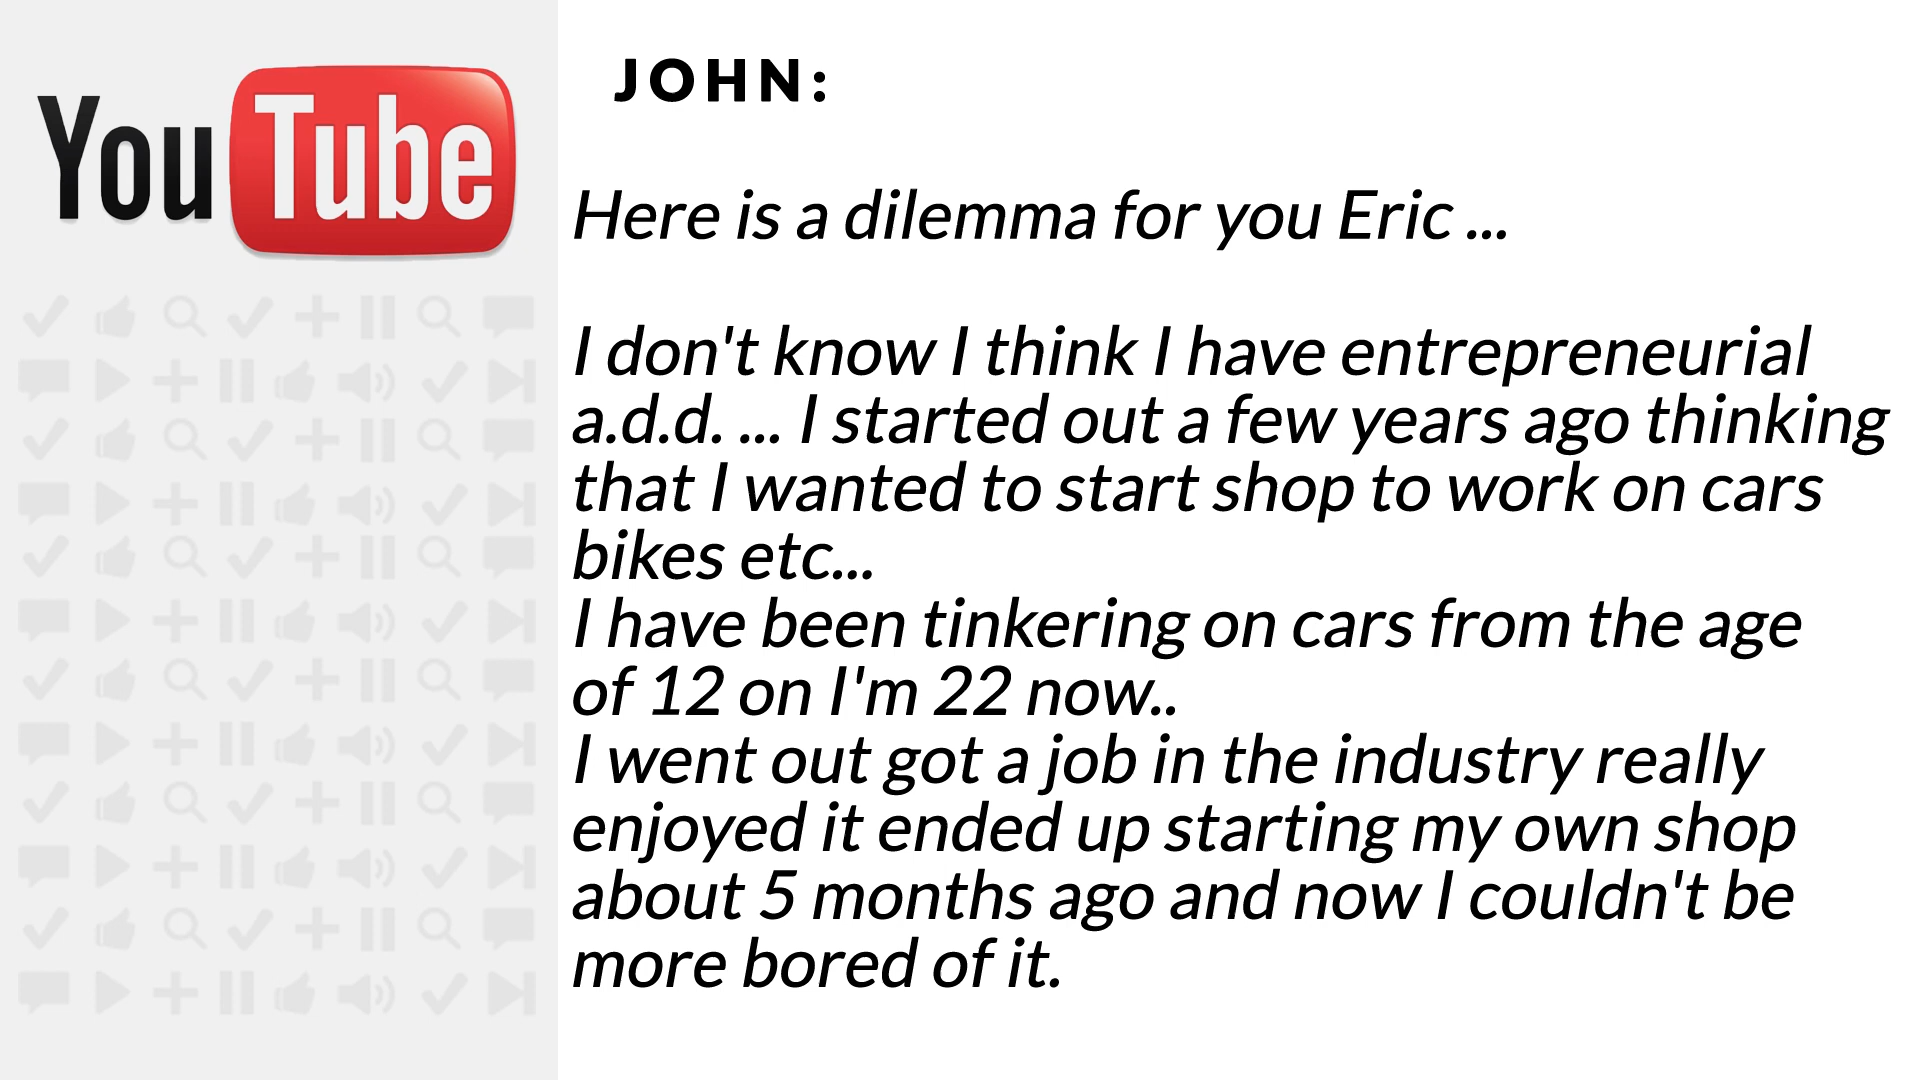 YouTube
JOHN:
Here is a dilemma for you Eric ...
I don't know I think I have entrepreneurial
a.d.d. ... I started out a few years ago thinking
that I wanted to start shop to work on cars
bikes etc...
I have been tinkering on cars from the age
of 12 on I'm 22 now..
I went out got a job in the industry really
enjoyed it ended up starting my own shop
about 5 months ago and now I couldn't be
more bored of it.